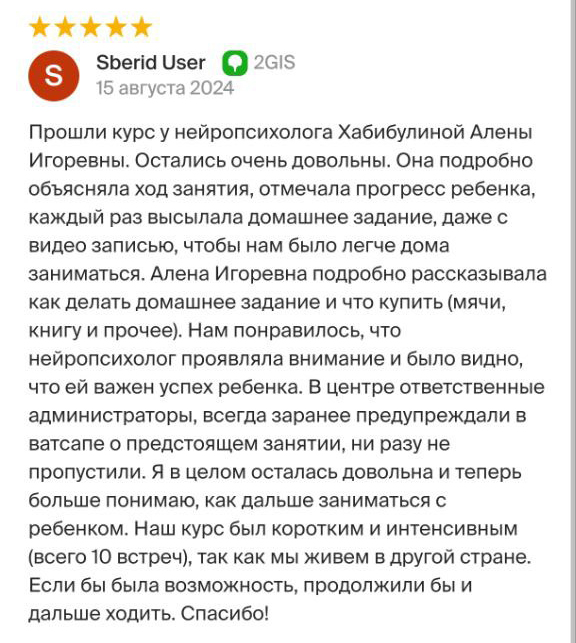 S
Sberid User 2GIS
15 августа 2024
Прошли курс у нейропсихолога Хабибулиной Алены
Игоревны. Остались очень довольны. Она подробно
объясняла ход занятия, отмечала прогресс ребенка,
каждый раз высылала домашнее задание, даже с
видео записью, чтобы нам было легче дома
заниматься. Алена Игоревна подробно рассказывала
как делать домашнее задание и что купить (мячи,
книгу и прочее). Нам понравилось, что
нейропсихолог проявляла внимание и было видно,
что ей важен успех ребенка. В центре ответственные
администраторы, всегда заранее предупреждали в
ватсапе о предстоящем занятии, ни разу не
пропустили. Я в целом осталась довольна и теперь
больше понимаю, как дальше заниматься с
ребенком. Наш курс был коротким и интенсивным
(всего 10 встреч), так как мы живем в другой стране.
Если бы была возможность, продолжили бы и
дальше ходить. Спасибо!